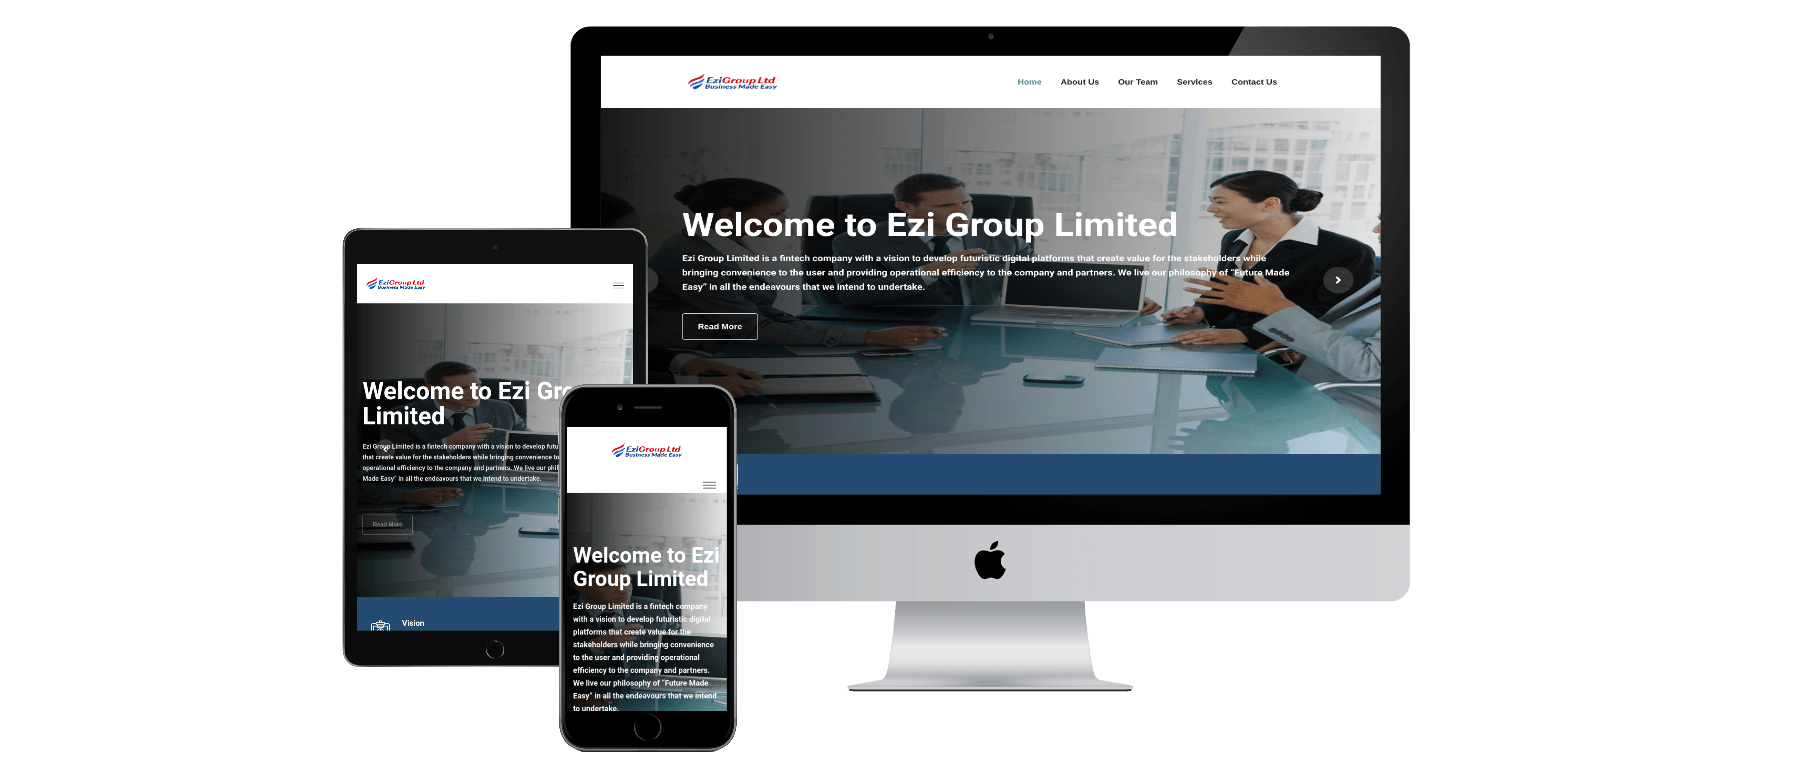 EziGroup Ltd
Business Made Easy
Home About Us Our Team Services Contact Us
Welcome to Ezi Group Limited
Ezi Group Limited is a fintech company with a vision to develop futuristic digital platforms that create value for the stakeholders while
bringing convenience to the user and providing operational efficiency to the company and partners. We live our philosophy of "Future Made
Easy" in all the endeavours that we intend to undertake.
Read More
EziGroup Ltd
Business Made Easy
Welcome to Ezi Gro
Limited
Ezi Group Limited is a fintech company with a vision to develop futu
that create value for the stakeholders while bringing convenience to
operational efficiency to the company and partners. We live our phil
Made Easy" in all the endeavours that we intend to undertake.
Read More
Vision
EziGroup Ltd
Business Made Easy
Welcome to Ezi
Group Limited
Ezi Group Limited is a fintech company
with a vision to develop futuristic digital
platforms that create value for the
stakeholders while bringing convenience
to the user and providing operational
efficiency to the company and partners.
We live our philosophy of "Future Made
Easy" in all the endeavours that we intend
to undertake.